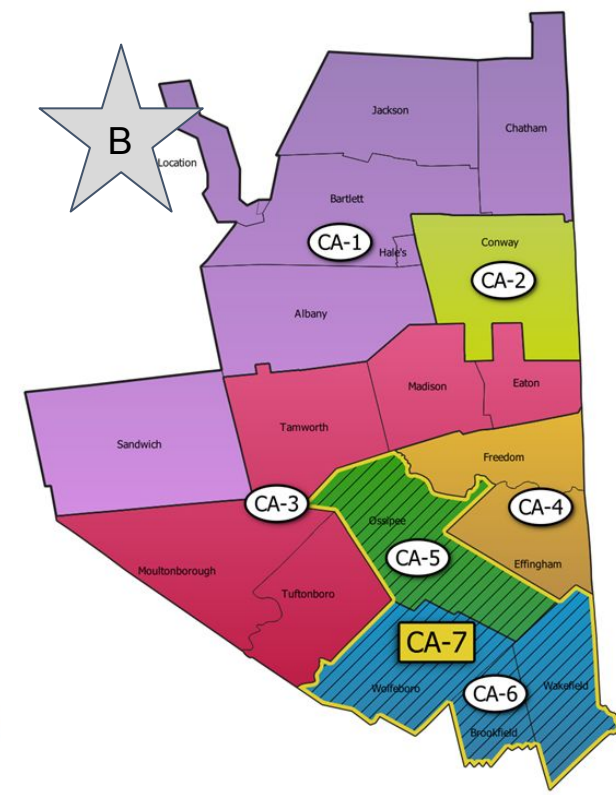 Jackson
Chatham
B
Location
Bartlett
CA-1
Hale's
Conway
CA-2
Albany
Madison
Eaton
Tamworth
Sandwich
Freedom
CA-3
CA-4
Ossipee
CA-5
Effingham
Moultonborough
Tuftonboro
CA-7
Wolfeboro
CA-6
Wakefield
Brookfield